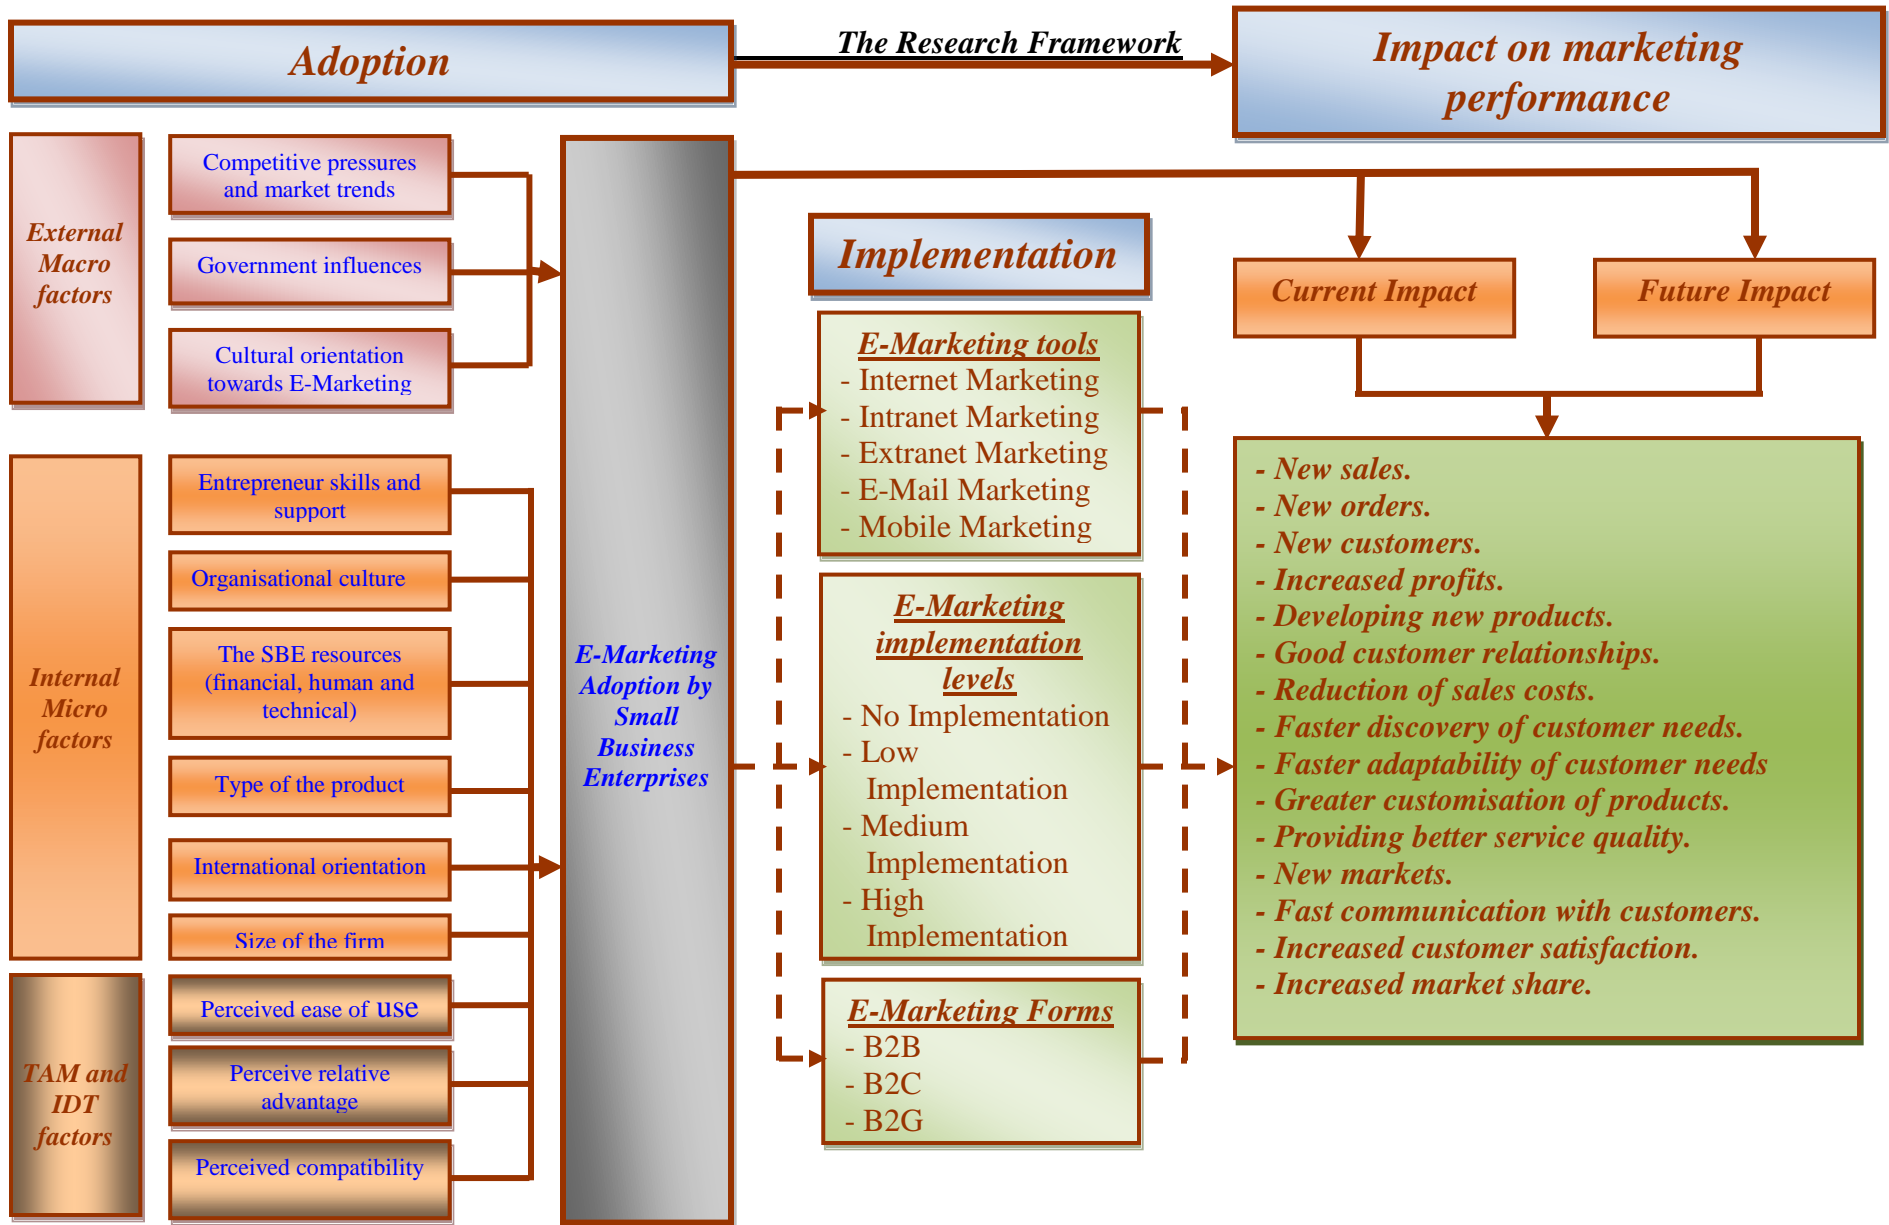 The Research Framework
Adoption
Impact on marketing
performance
External
Macro
factors
Competitive pressures
and market trends
Government influences
Cultural orientation
towards E-Marketing
Internal
Micro
factors
Entrepreneur skills and
support
Organisational culture
The SBE resources
(financial, human and
technical)
Type of the product
International orientation
Size of the firm
TAM and
IDT
factors
Perceived ease of use
Perceive relative
advantage
Perceived compatibility
E-Marketing
Adoption by
Small
Business
Enterprises
Implementation
E-Marketing tools
- Internet Marketing
- Intranet Marketing
- Extranet Marketing
- E-Mail Marketing
- Mobile Marketing
E-Marketing
implementation
levels
- No Implementation
- Low
Implementation
- Medium
Implementation
- High
Implementation
E-Marketing Forms
- B2B
- B2C
- B2G
Current Impact
Future Impact
- New sales.
- New orders.
- New customers.
- Increased profits.
- Developing new products.
- Good customer relationships.
- Reduction of sales costs.
- Faster discovery of customer needs.
- Faster adaptability of customer needs
- Greater customisation of products.
- Providing better service quality.
- New markets.
- Fast communication with customers.
- Increased customer satisfaction.
- Increased market share.